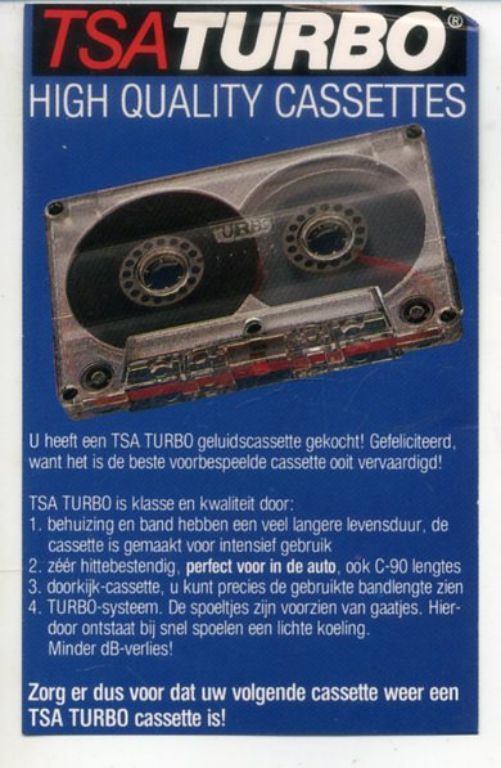 TSA TURBO®
HIGH QUALITY CASSETTES
TURBO
U heeft een TSA TURBO geluidscassette gekocht! Gefeliciteerd,
want het is de beste voorbespeelde cassette ooit vervaardigd!
TSA TURBO is klasse en kwaliteit door:
1. behuizing en band hebben een veel langere levensduur, de
cassette is gemaakt voor intensief gebruik
2. zéér hittebestendig, perfect voor in de auto, ook C-90 lengtes
3. doorkijk-cassette, u kunt precies de gebruikte bandlengte zien
4. TURBO-systeem. De spoeltjes zijn voorzien van gaatjes. Hier-
door ontstaat bij snel spoelen een lichte koeling.
Minder dB-verlies!
Zorg er dus voor dat uw volgende cassette weer een
TSA TURBO cassette is!